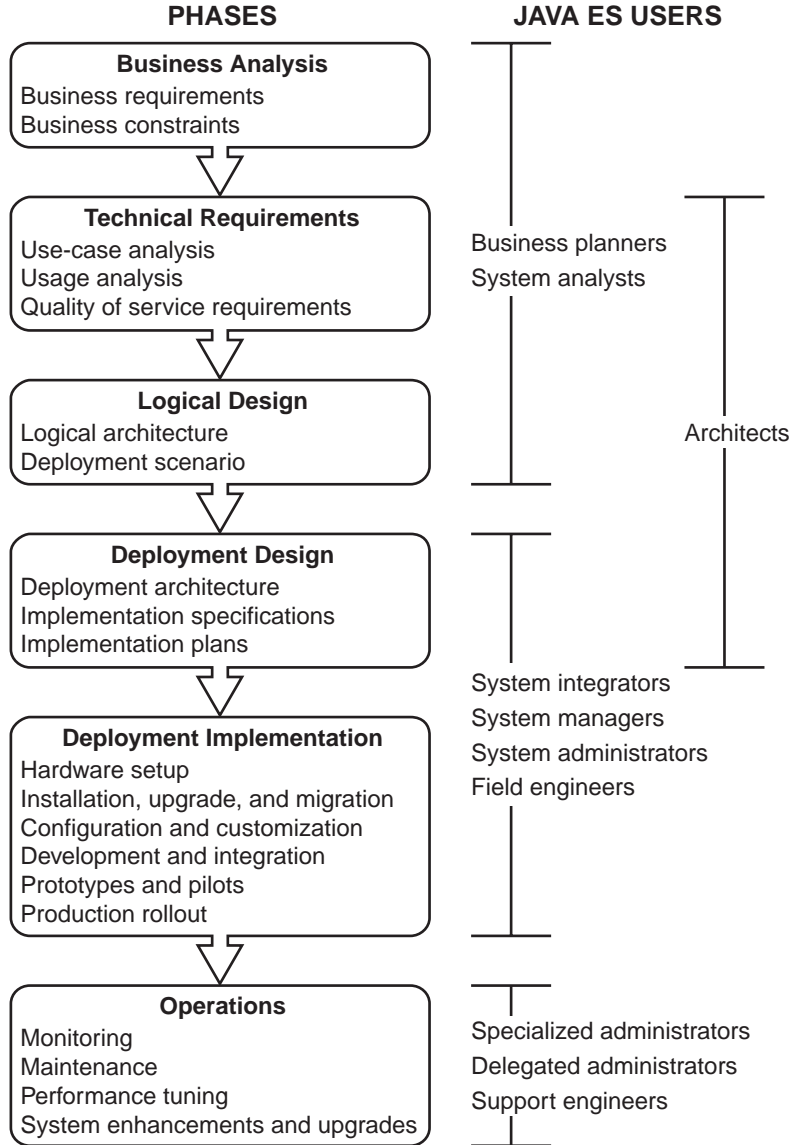 PHASES
JAVA ES USERS
Business Analysis
Business requirements
Business constraints
Technical Requirements
Use-case analysis
Usage analysis
Quality of service requirements
Business planners
System analysts
Logical Design
Logical architecture
Deployment scenario
Architects
Deployment Design
Deployment architecture
Implementation specifications
Implementation plans
System integrators
System managers
System administrators
Field engineers
Deployment Implementation
Hardware setup
Installation, upgrade, and migration
Configuration and customization
Development and integration
Prototypes and pilots
Production rollout
Operations
Monitoring
Maintenance
Performance tuning
System enhancements and upgrades
Specialized administrators
Delegated administrators
Support engineers